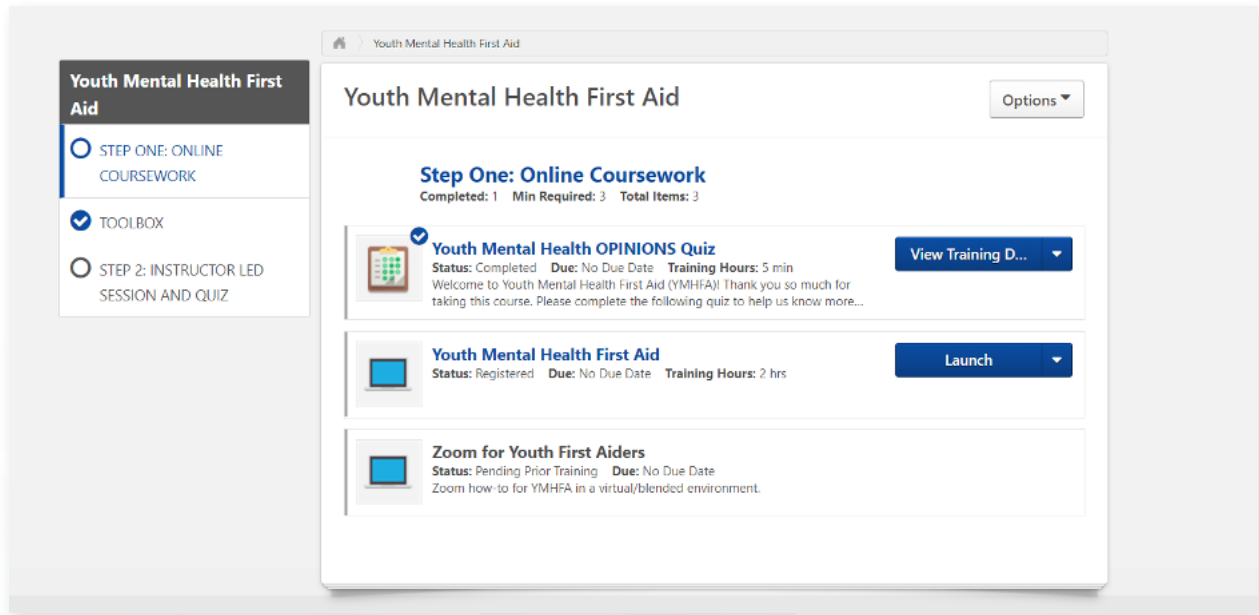 Youth Mental Health First Aid
Youth Mental Health First
Aid
STEP ONE: ONLINE
COURSEWORK
TOOLBOX
STEP 2: INSTRUCTOR LED
SESSION AND QUIZ
Youth Mental Health First Aid
Options
Step One: Online Coursework
Completed: 1 Min Required: 3 Total Items: 3
Youth Mental Health OPINIONS Quiz
Status: Completed Due: No Due Date Training Hours: 5 min
Welcome to Youth Mental Health First Aid (YMHFA)! Thank you so much for
taking this course. Please complete the following quiz to help us know more...
View Training D...
Youth Mental Health First Aid
Status: Registered Due: No Due Date Training Hours: 2 hrs
Launch
Zoom for Youth First Aiders
Status: Pending Prior Training Due: No Due Date
Zoom how-to for YMHFA in a virtual/blended environment.